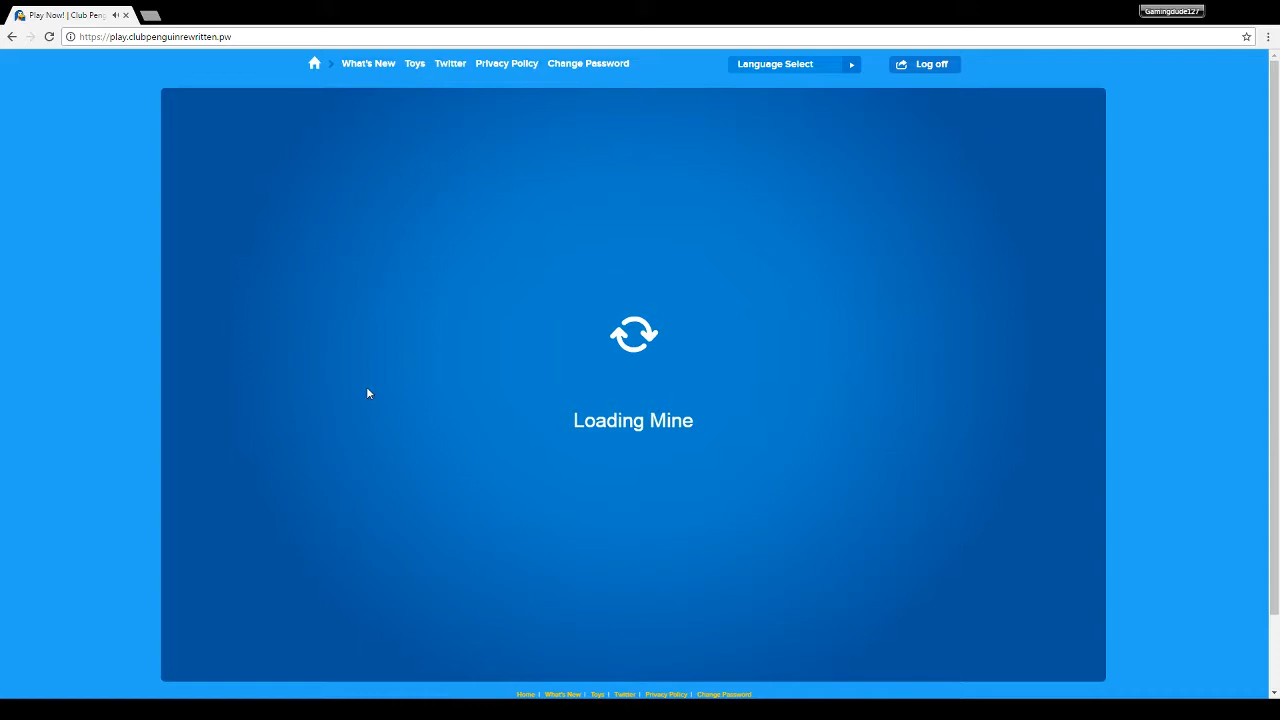 Play Now! | Club Peng
Gamingdude127
https://play.clubpenguinrewritten.pw
What's New Toys Twitter Privacy Policy Change Password Language Select Log off
Loading Mine
Home | What's New | Toys | Twitter | Privacy Policy | Change Password